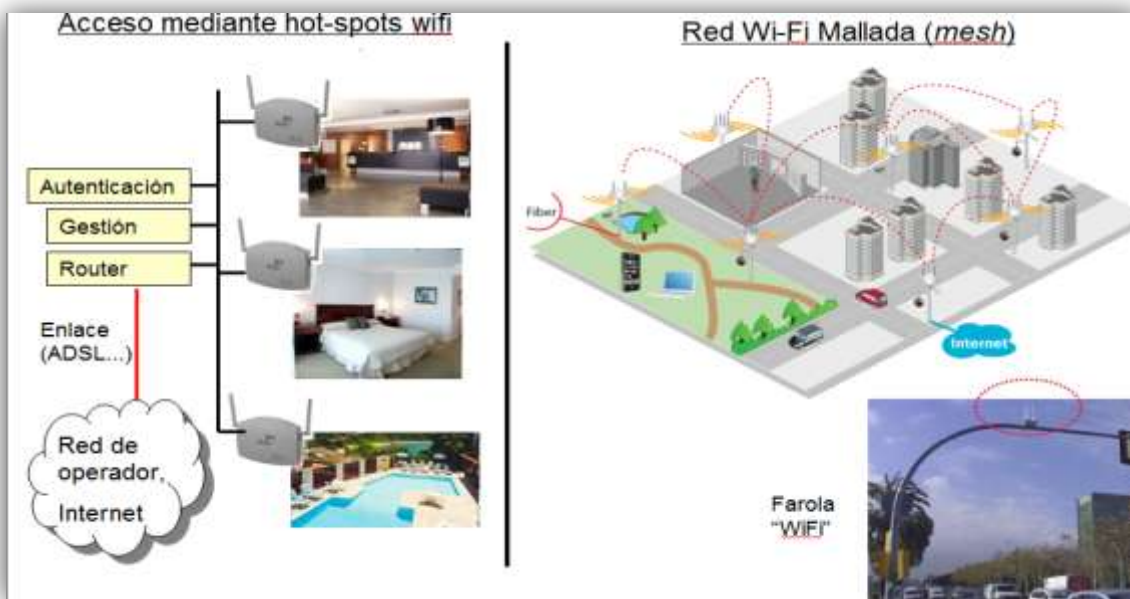 Acceso mediante hot-spots wifi
Autenticación
Gestión
Router
Enlace
(ADSL...)
Red de
operador,
Internet
Red Wi-Fi Mallada (mesh)
Fiber
Internet
Farola
"WiFi"